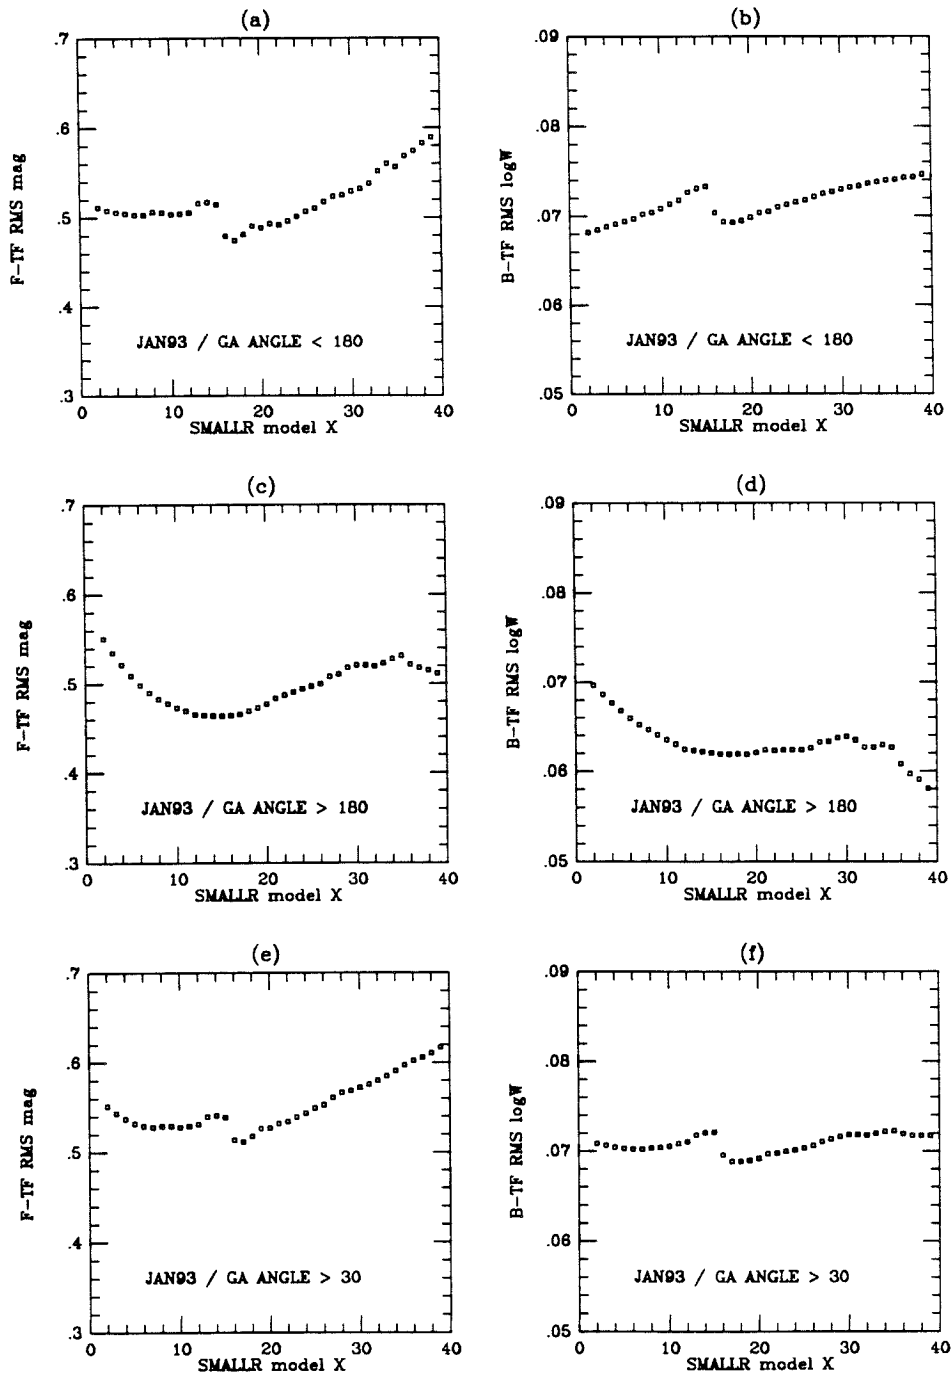 (a)
.7
.6
.5
.4
.3
F-TF RMS mag
JAN93 / GA ANGLE < 180
0 10 20 30 40
SMALLR model X
(b)
.09
.08
.07
.06
.05
B-TF RMS logW
JAN93 / GA ANGLE < 180
0 10 20 30 40
SMALLR model X
(c)
.7
.6
.5
.4
.3
F-TF RMS mag
JAN93 / GA ANGLE > 180
0 10 20 30 40
SMALLR model X
(d)
.09
.08
.07
.06
.05
B-TF RMS logW
JAN93 / GA ANGLE > 180
0 10 20 30 40
SMALLR model X
(e)
.7
.6
.5
.4
.3
F-TF RMS mag
JAN93 / GA ANGLE > 30
0 10 20 30 40
SMALLR model X
(f)
.09
.08
.07
.06
.05
B-TF RMS logW
JAN93 / GA ANGLE > 30
0 10 20 30 40
SMALLR model X